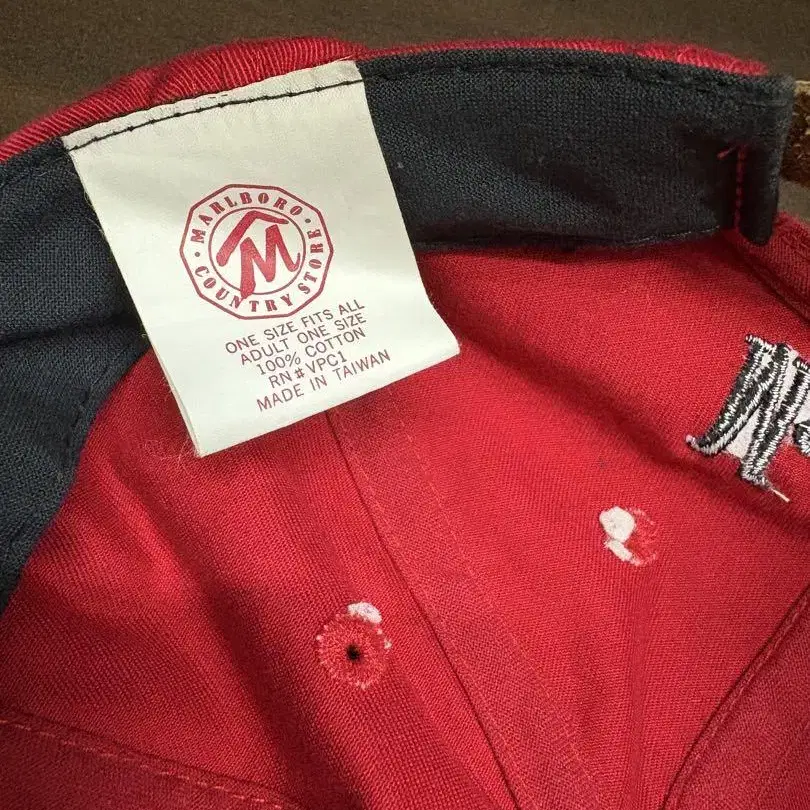 MARLBORO
COUNTRY STORE
M
ONE SIZE FITS ALL
ADULT ONE SIZE
100% COTTON
RN # VPC1
MADE IN TAIWAN